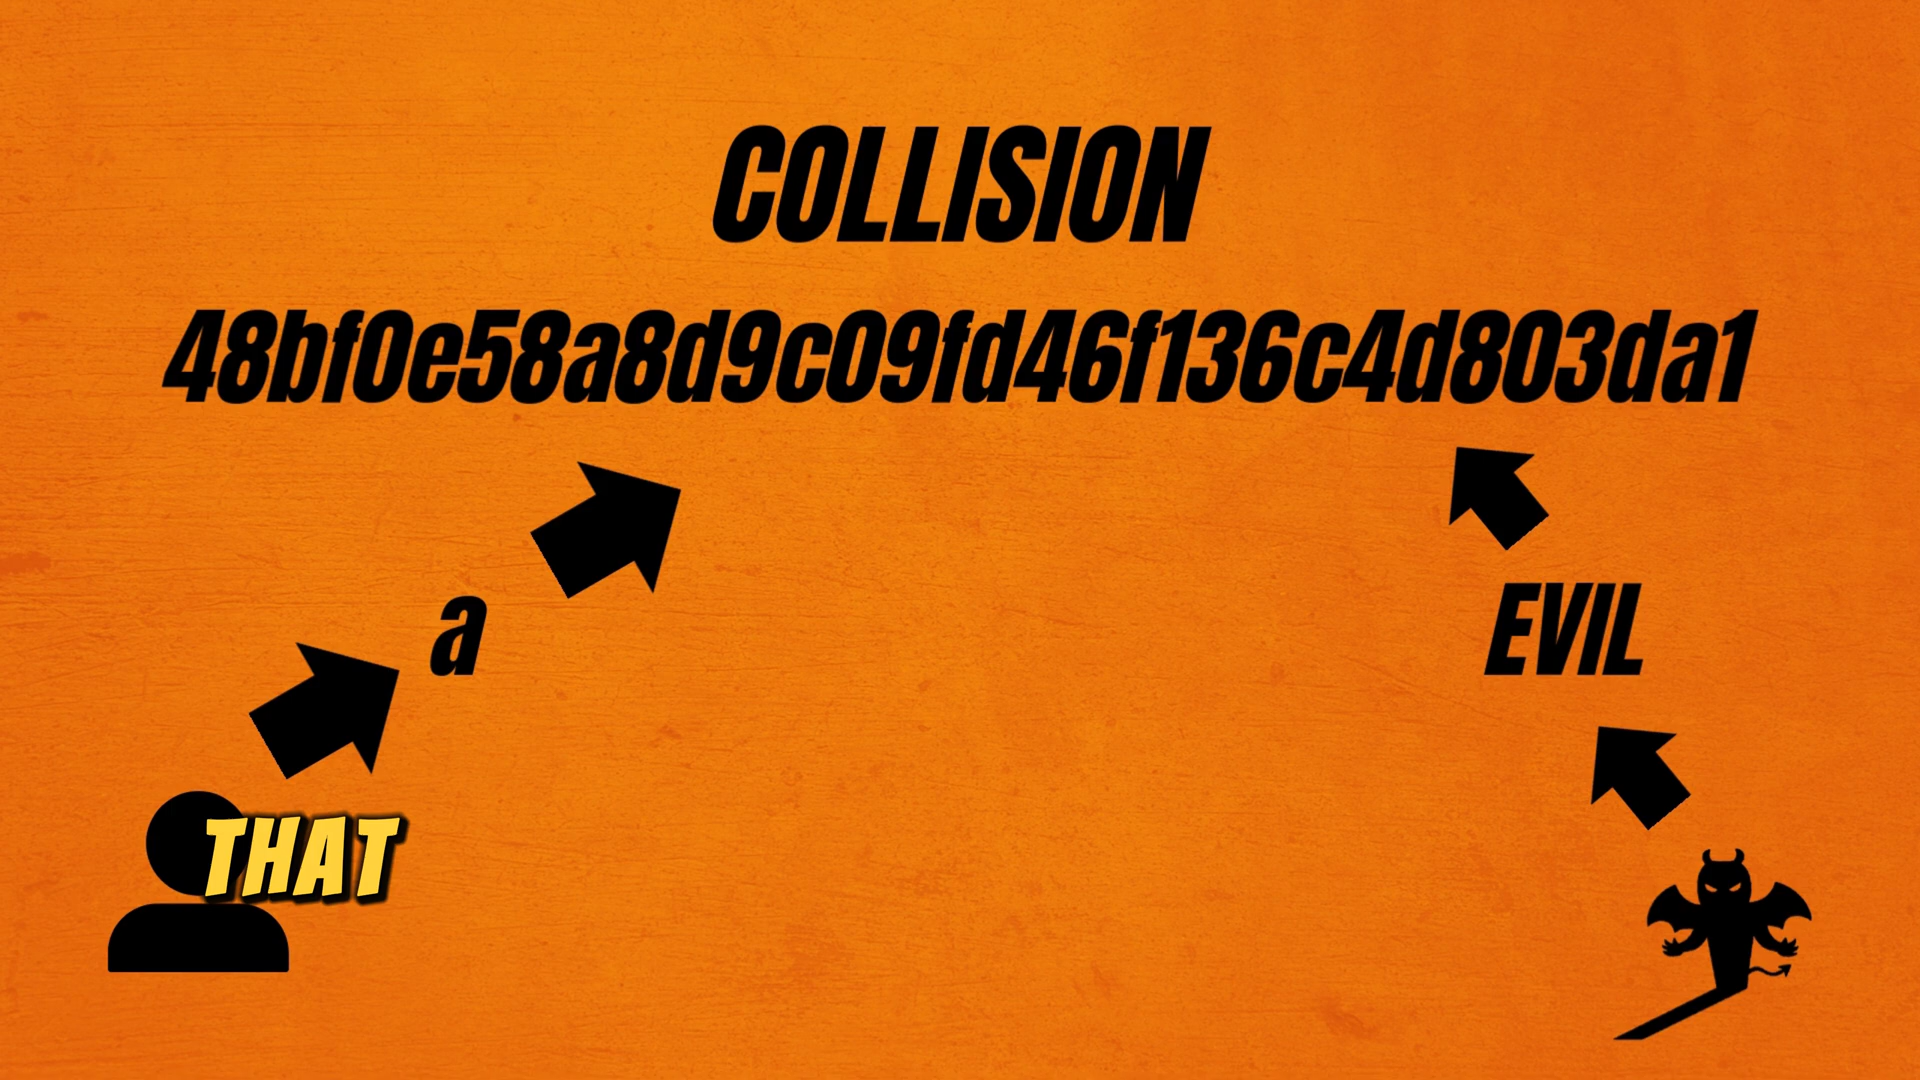 COLLISION
48bf0e58a8d9c09fd46f136c4d803da1
a
EVIL
THAT